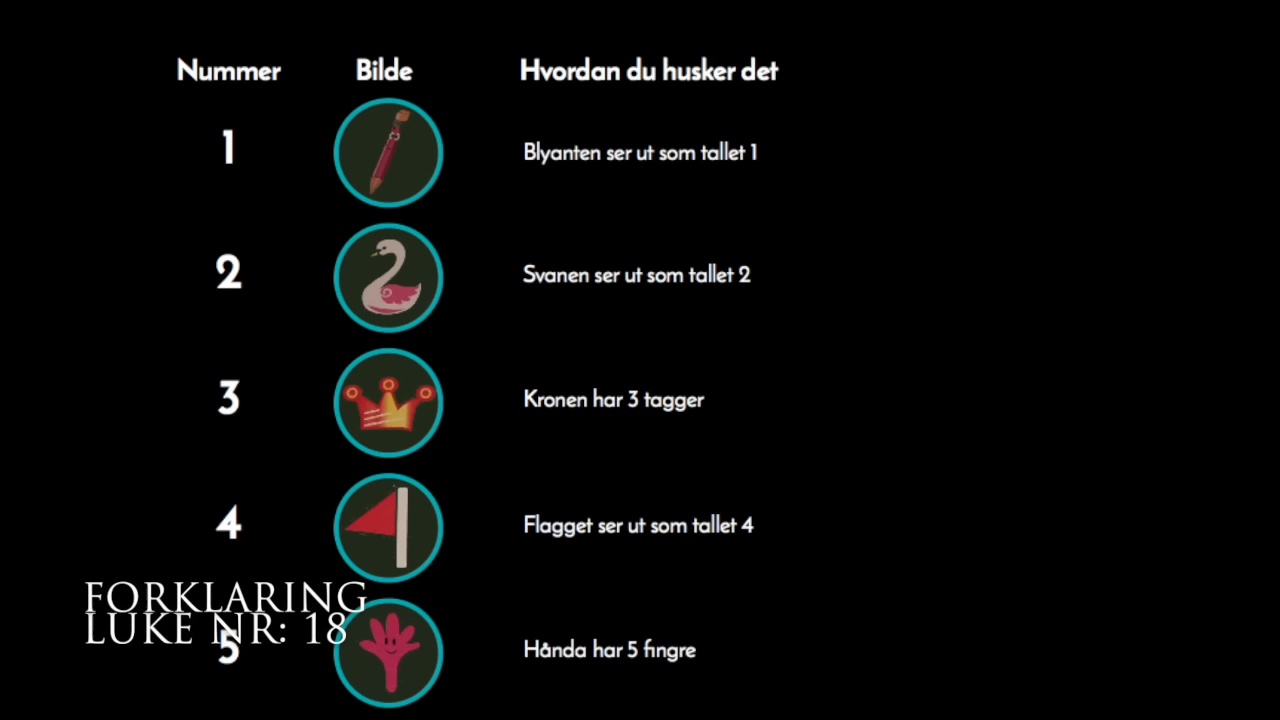 Nummer Bilde Hvordan du husker det
1 Blyanten ser ut som tallet 1
2 Svanen ser ut som tallet 2
3 Kronen har 3 tagger
4 Flagget ser ut som tallet 4
FORKLARING
LUKE NR: 18
5 Hånda har 5 fingre